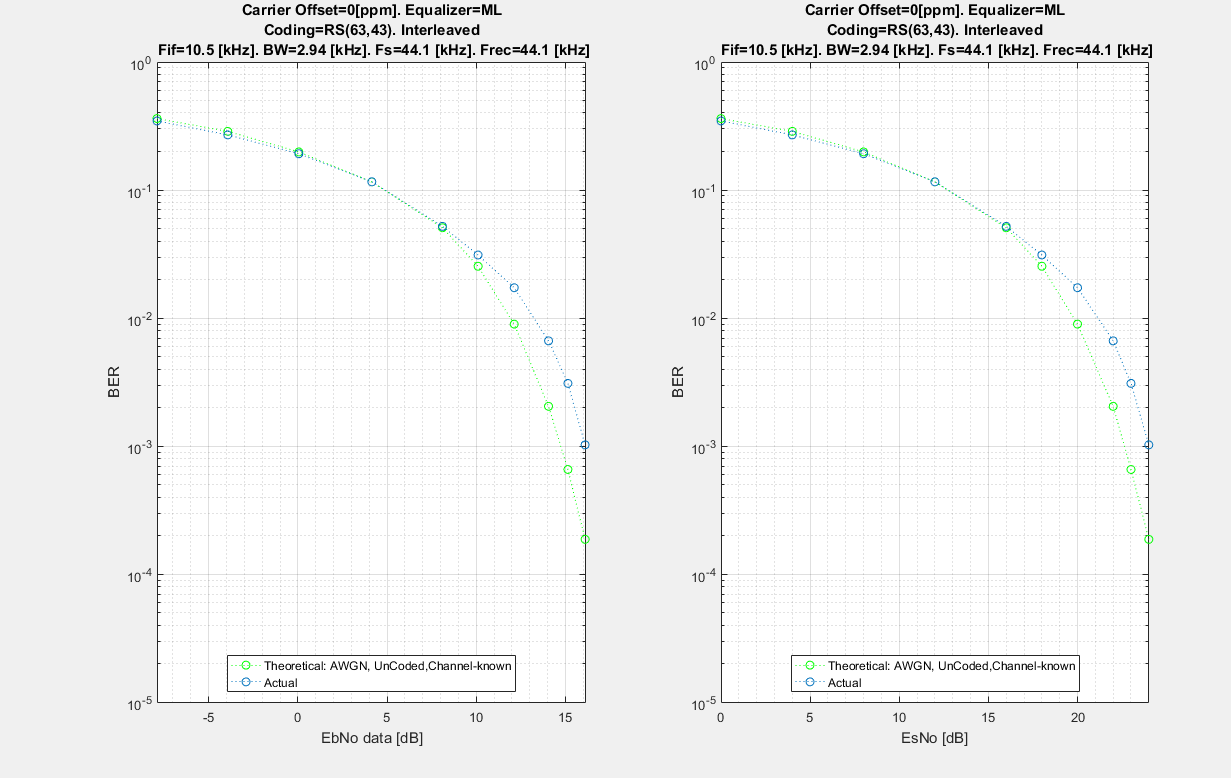 Carrier Offset=0[ppm]. Equalizer=ML
Coding=RS(63,43). Interleaved
Fif=10.5 [kHz]. BW=2.94 [kHz]. Fs=44.1 [kHz]. Frec=44.1 [kHz]
10^0
10^-1
10^-2
10^-3
10^-4
10^-5
BER
Theoretical: AWGN, UnCoded,Channel-known
Actual
-5 0 5 10 15
EbNo data [dB]
Carrier Offset=0[ppm]. Equalizer=ML
Coding=RS(63,43). Interleaved
Fif=10.5 [kHz]. BW=2.94 [kHz]. Fs=44.1 [kHz]. Frec=44.1 [kHz]
10^0
10^-1
10^-2
10^-3
10^-4
10^-5
BER
Theoretical: AWGN, UnCoded,Channel-known
Actual
0 5 10 15 20
EsNo [dB]